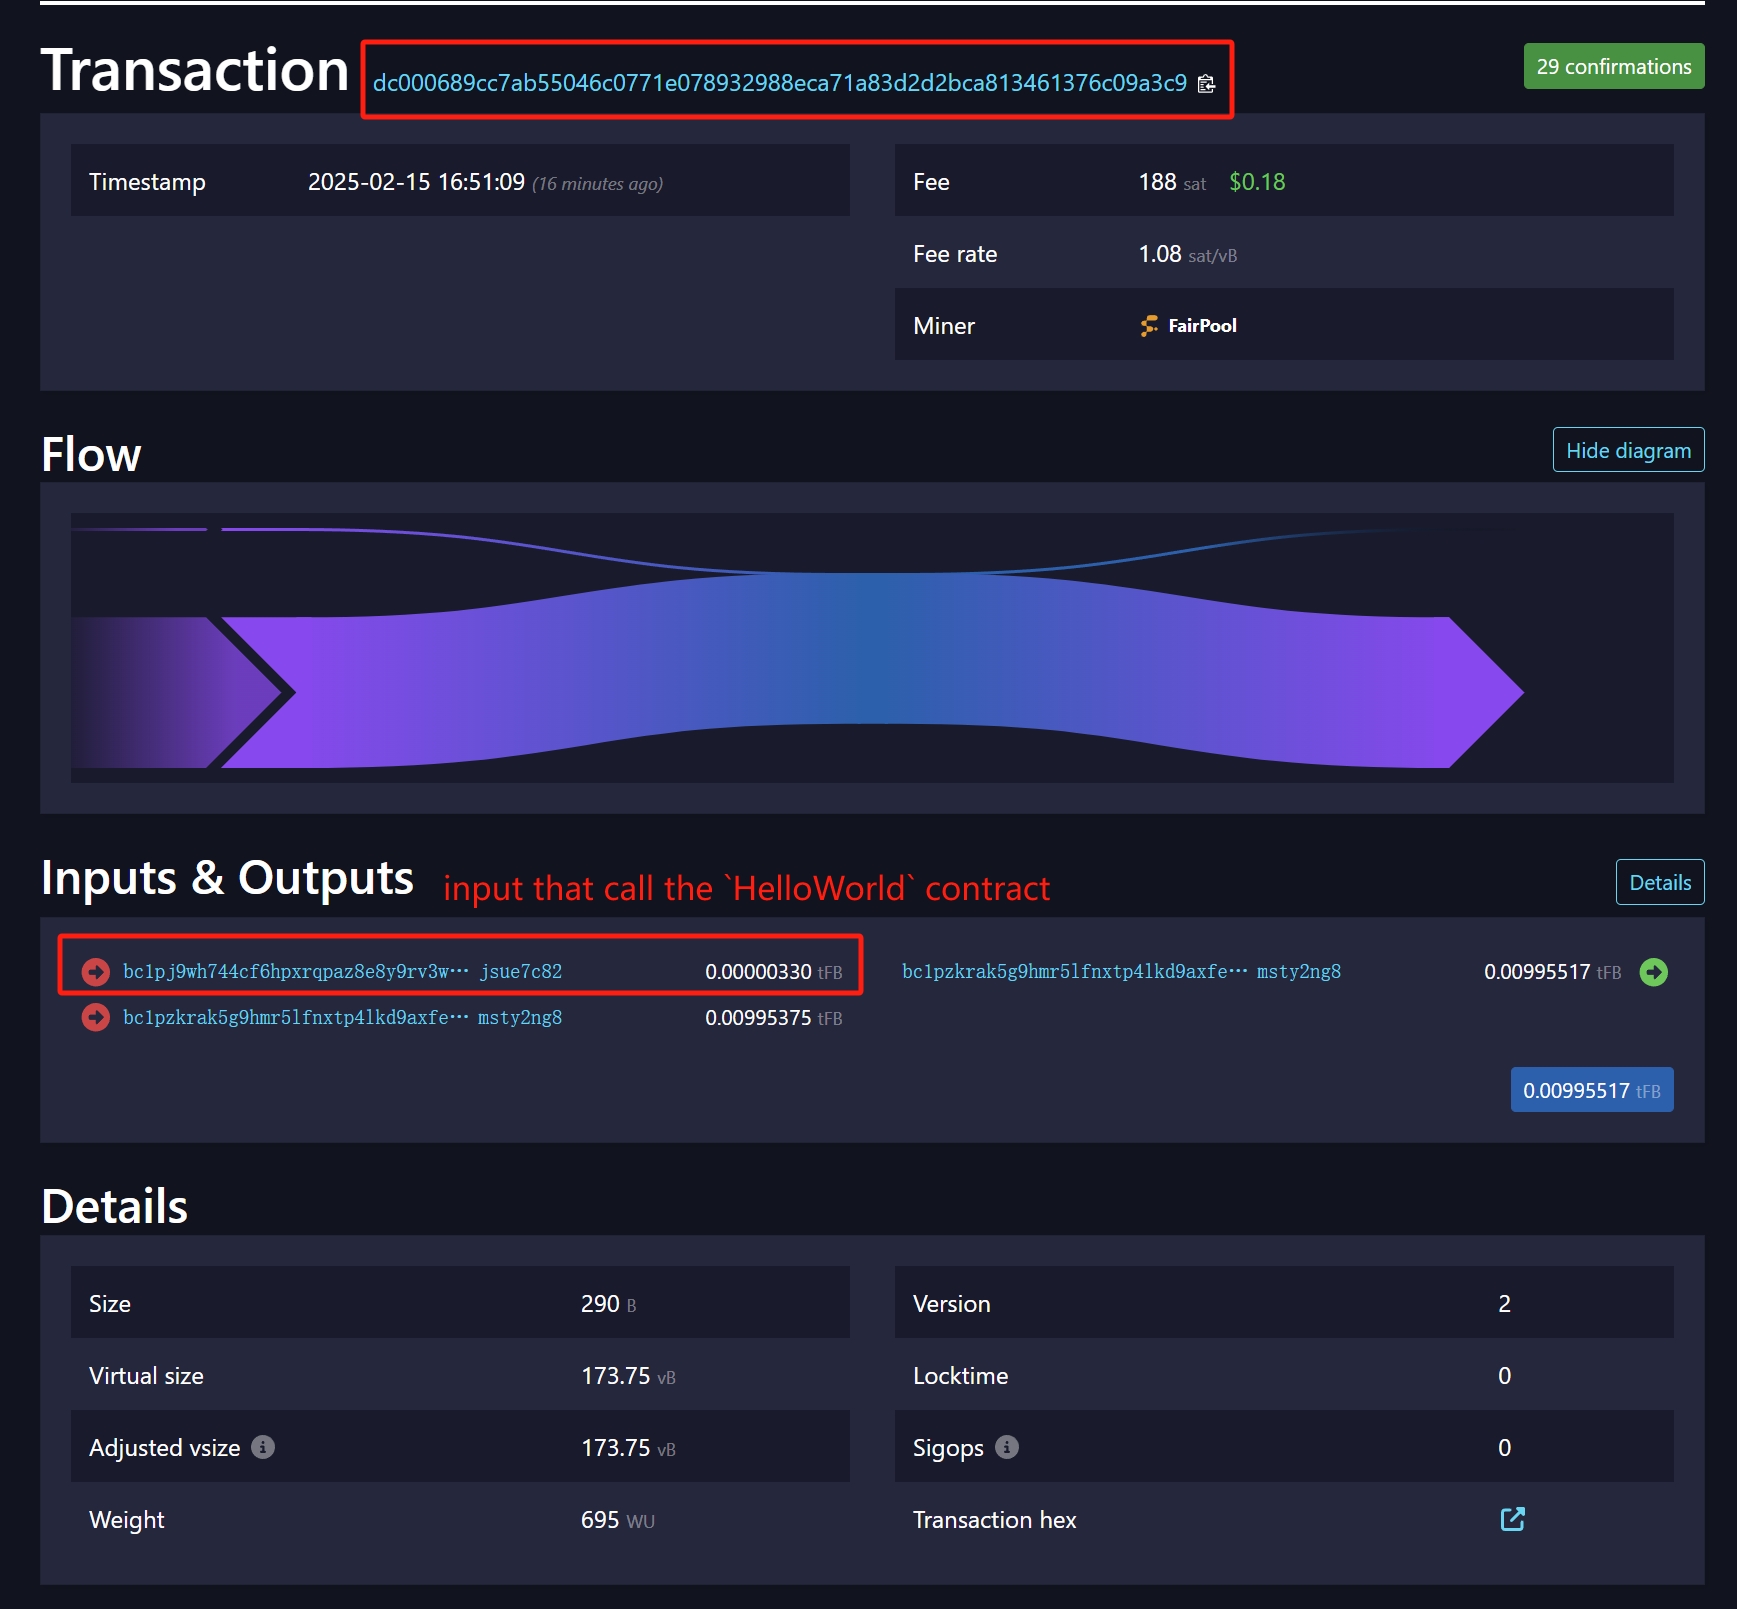 Transaction dc000689cc7ab55046c0771e078932988eca71a83d2d2bca813461376c09a3c9 29 confirmations
Timestamp 2025-02-15 16:51:09 (16 minutes ago)
Fee 188 sat $0.18
Fee rate 1.08 sat/vB
Miner FairPool
Flow Hide diagram
Inputs & Outputs input that call the `HelloWorld` contract Details
bc1pj9wh744cf6hpxrqpaz8e8y9rv3w… jsue7c82 0.00000330 tFB
bc1pzkrak5g9hmr5lfnxtp4lkd9axfe… msty2ng8 0.00995375 tFB
bc1pzkrak5g9hmr5lfnxtp4lkd9axfe… msty2ng8 0.00995517 tFB
0.00995517 tFB
Details
Size 290 B
Virtual size 173.75 vB
Adjusted vsize 173.75 vB
Weight 695 WU
Version 2
Locktime 0
Sigops 0
Transaction hex